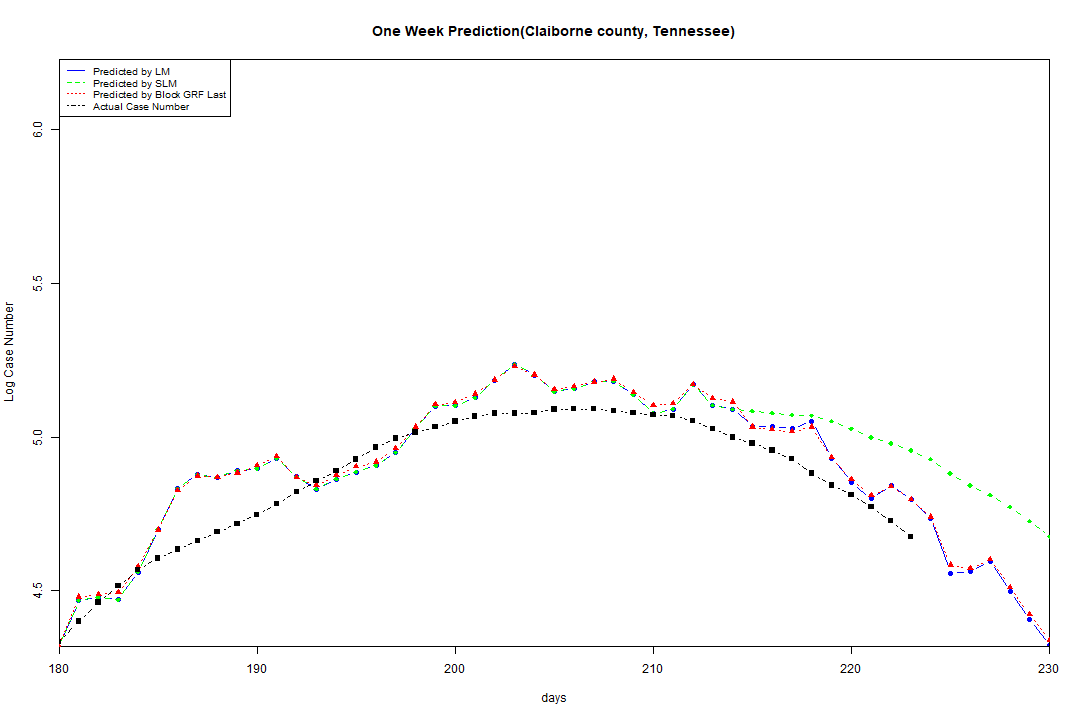 One Week Prediction(Claiborne county, Tennessee)
Predicted by LM
Predicted by SLM
Predicted by Block GRF Last
Actual Case Number
6.0
5.5
5.0
4.5
Log Case Number
180 190 200 210 220 230
days